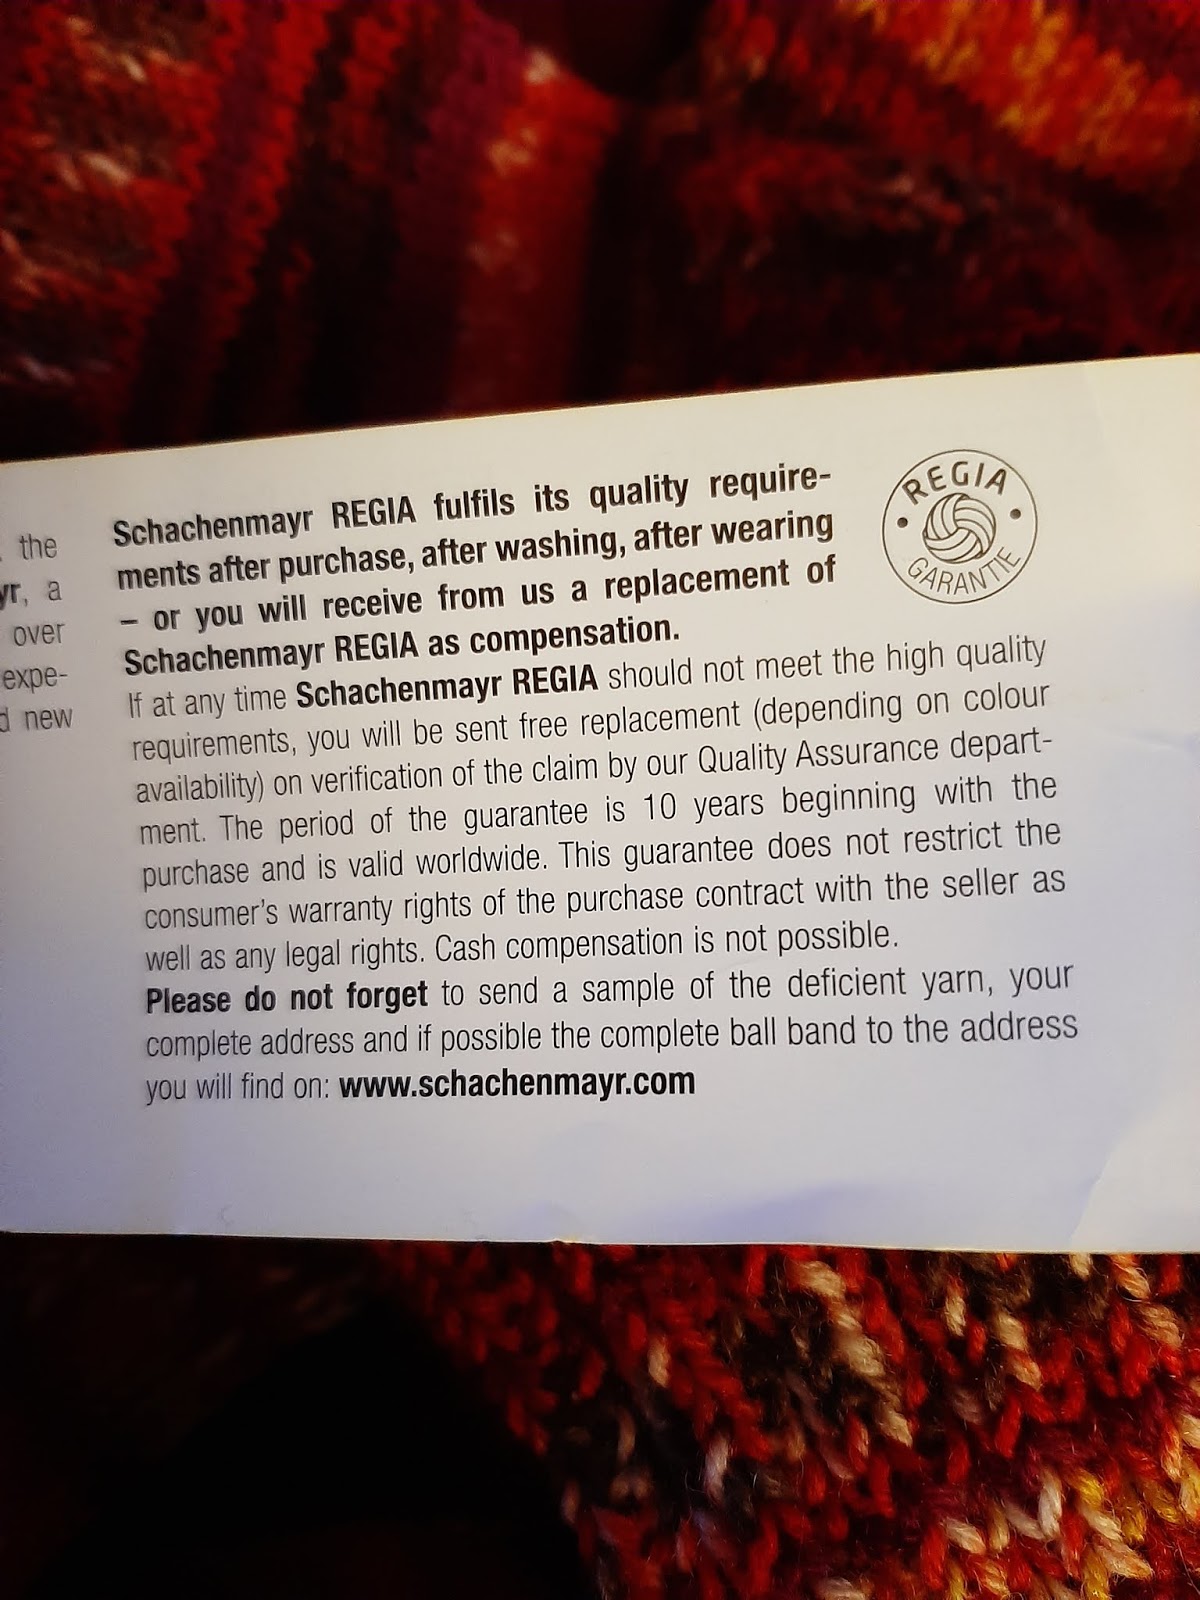 the
yr, a
over
expe-
d new
Schachenmayr REGIA fulfils its quality require-
ments after purchase, after washing, after wearing
– or you will receive from us a replacement of
Schachenmayr REGIA as compensation.
REGIA
GARANTIE
If at any time Schachenmayr REGIA should not meet the high quality
requirements, you will be sent free replacement (depending on colour
availability) on verification of the claim by our Quality Assurance depart-
ment. The period of the guarantee is 10 years beginning with the
purchase and is valid worldwide. This guarantee does not restrict the
consumer's warranty rights of the purchase contract with the seller as
well as any legal rights. Cash compensation is not possible.
Please do not forget to send a sample of the deficient yarn, your
complete address and if possible the complete ball band to the address
you will find on: www.schachenmayr.com